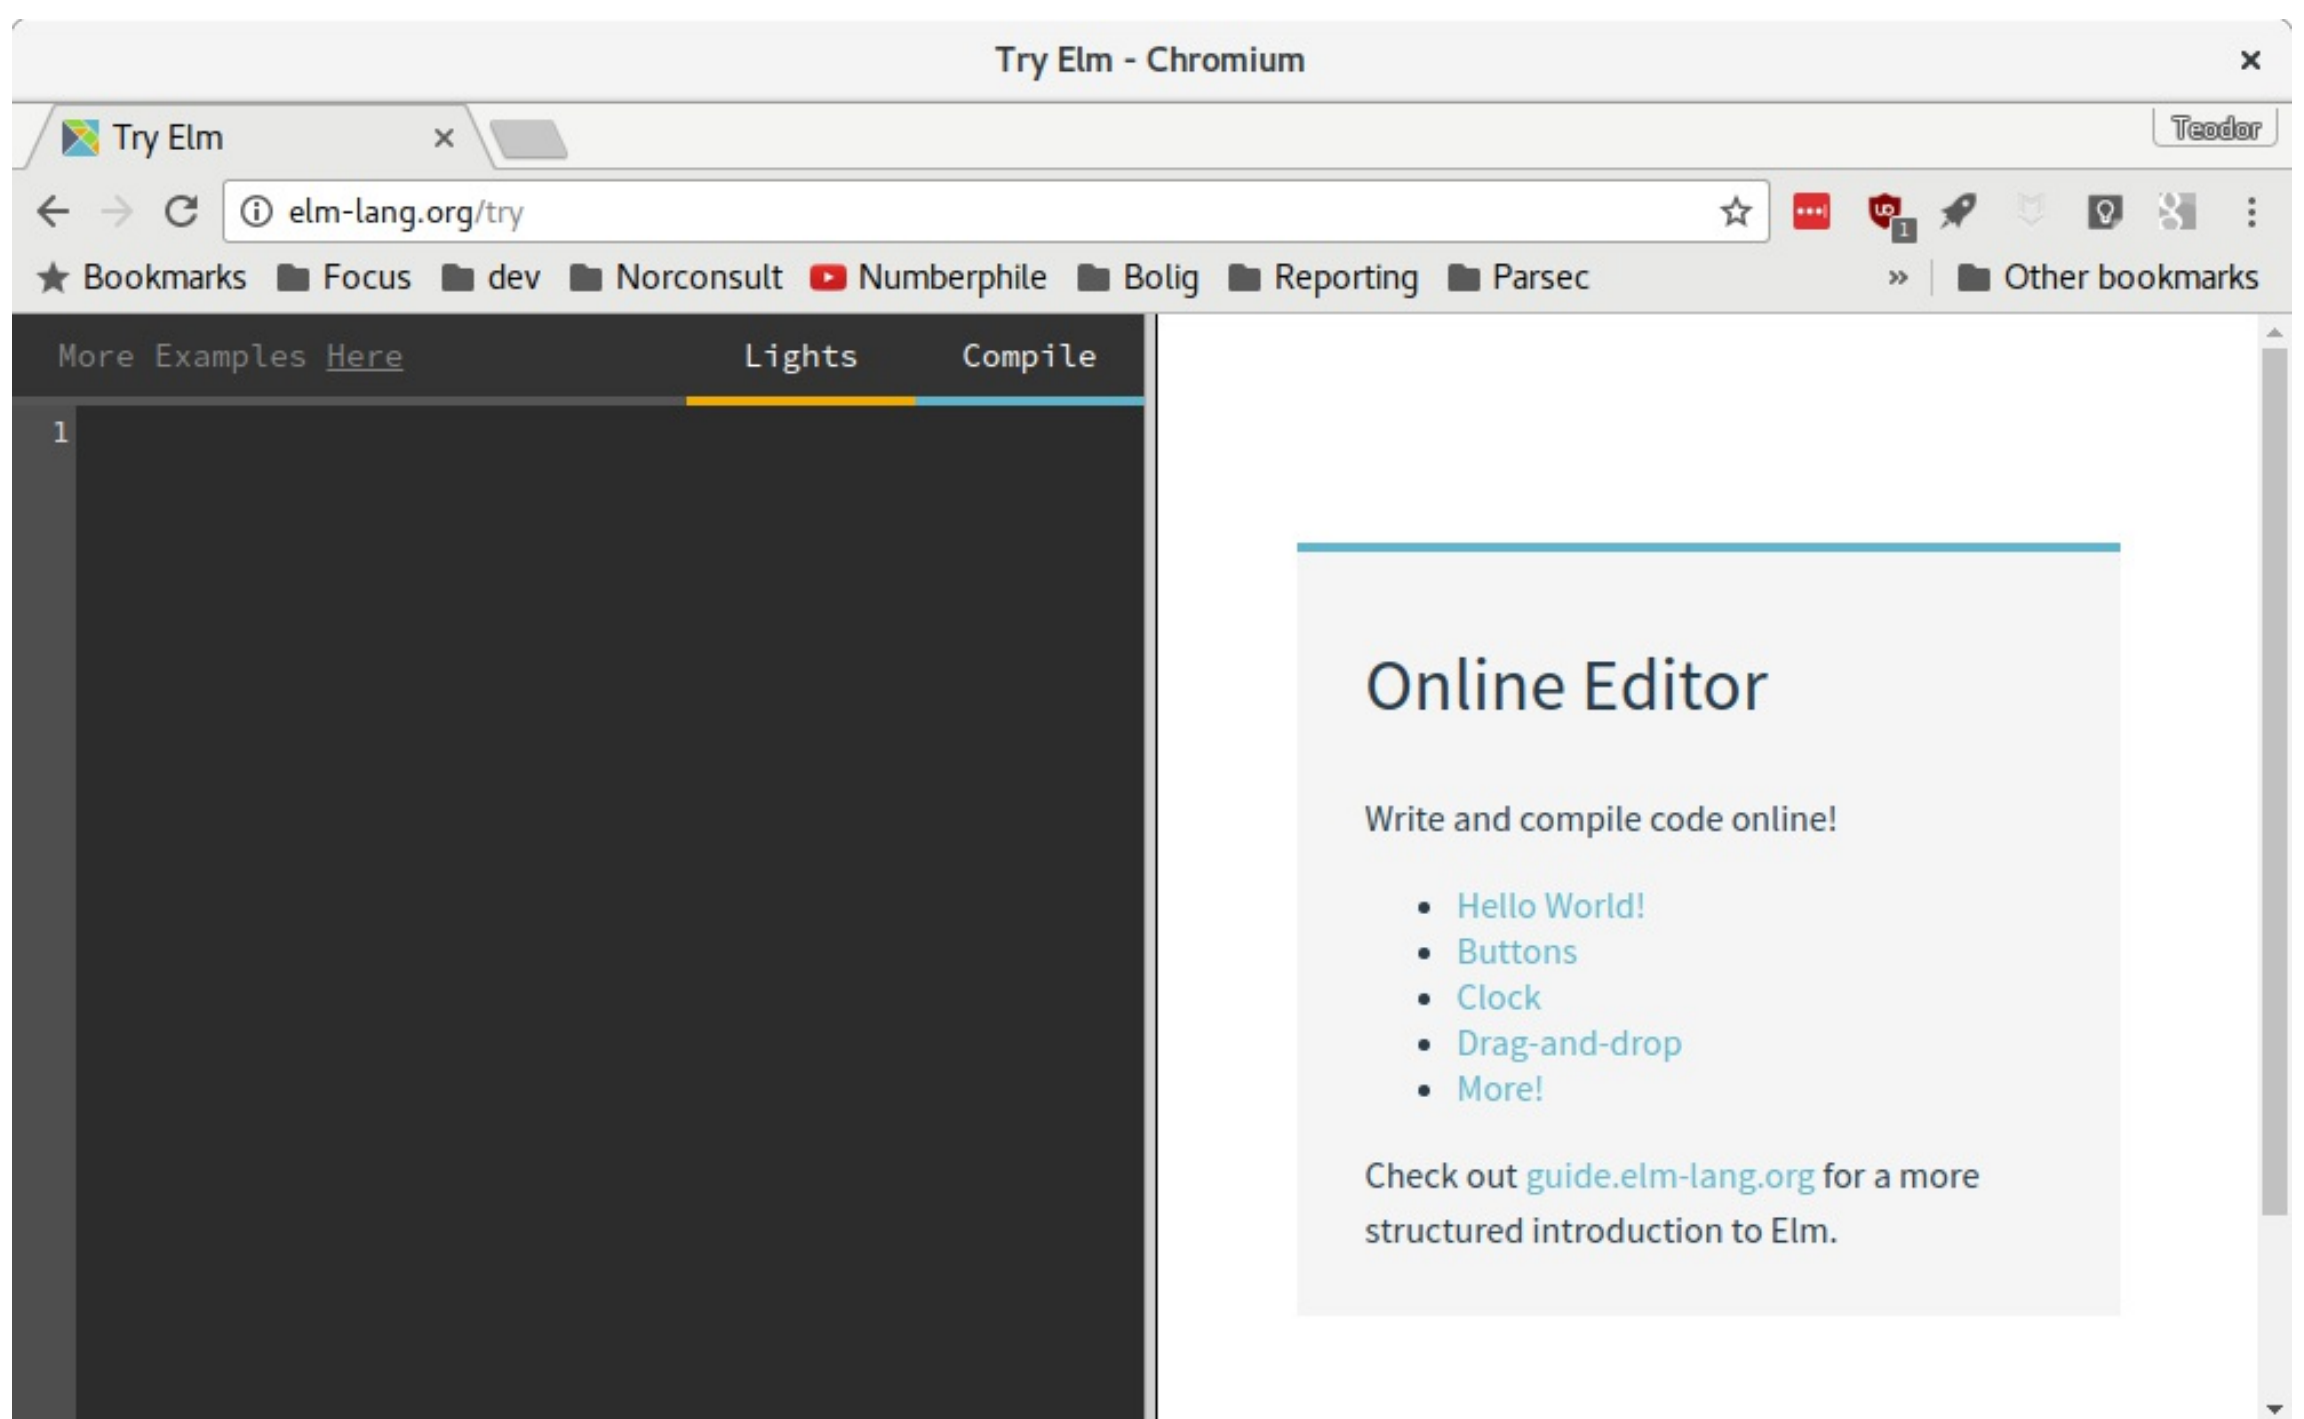 Try Elm - Chromium
Try Elm
Teodor
elm-lang.org/try
1
Bookmarks Focus dev Norconsult Numberphile Bolig Reporting Parsec » Other bookmarks
More Examples Here Lights Compile
1
Online Editor
Write and compile code online!
Hello World!
Buttons
Clock
Drag-and-drop
More!
Check out guide.elm-lang.org for a more
structured introduction to Elm.